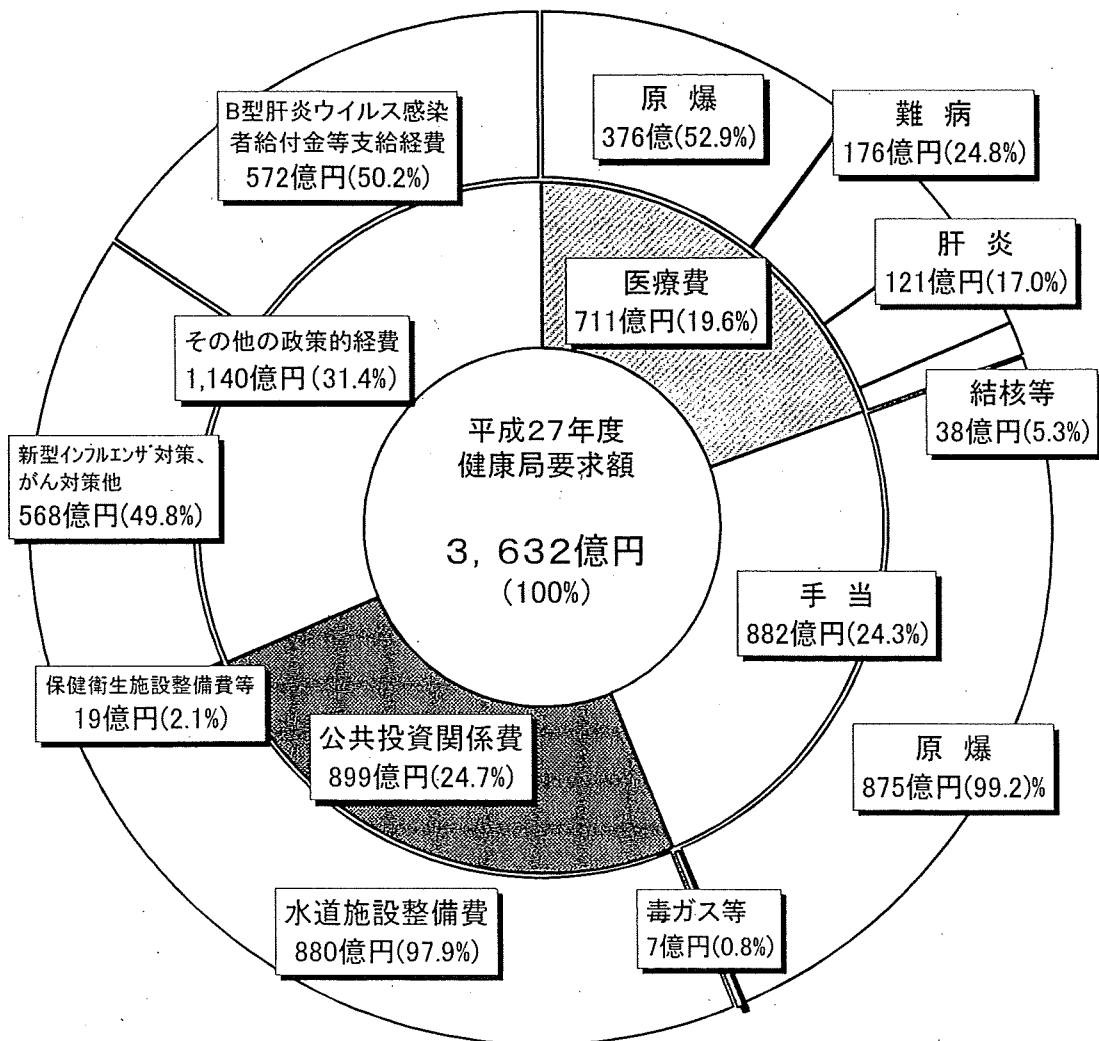 原 爆
376億(52.9%)
難 病
176億円(24.8%)
肝 炎
121億円(17.0%)
結核等
38億円(5.3%)
医療費
711億円(19.6%)
B型肝炎ウイルス感染
者給付金等支給経費
572億円(50.2%)
その他の政策的経費
1,140億円(31.4%)
新型インフルエンザ対策、
がん対策他
568億円(49.8%)
平成27年度
健康局要求額
3, 632億円
(100%)
手 当
882億円(24.3%)
原 爆
875億円(99.2)%
毒ガス等
7億円(0.8%)
保健衛生施設整備費等
19億円(2.1%)
公共投資関係費
899億円(24.7%)
水道施設整備費
880億円(97.9%)